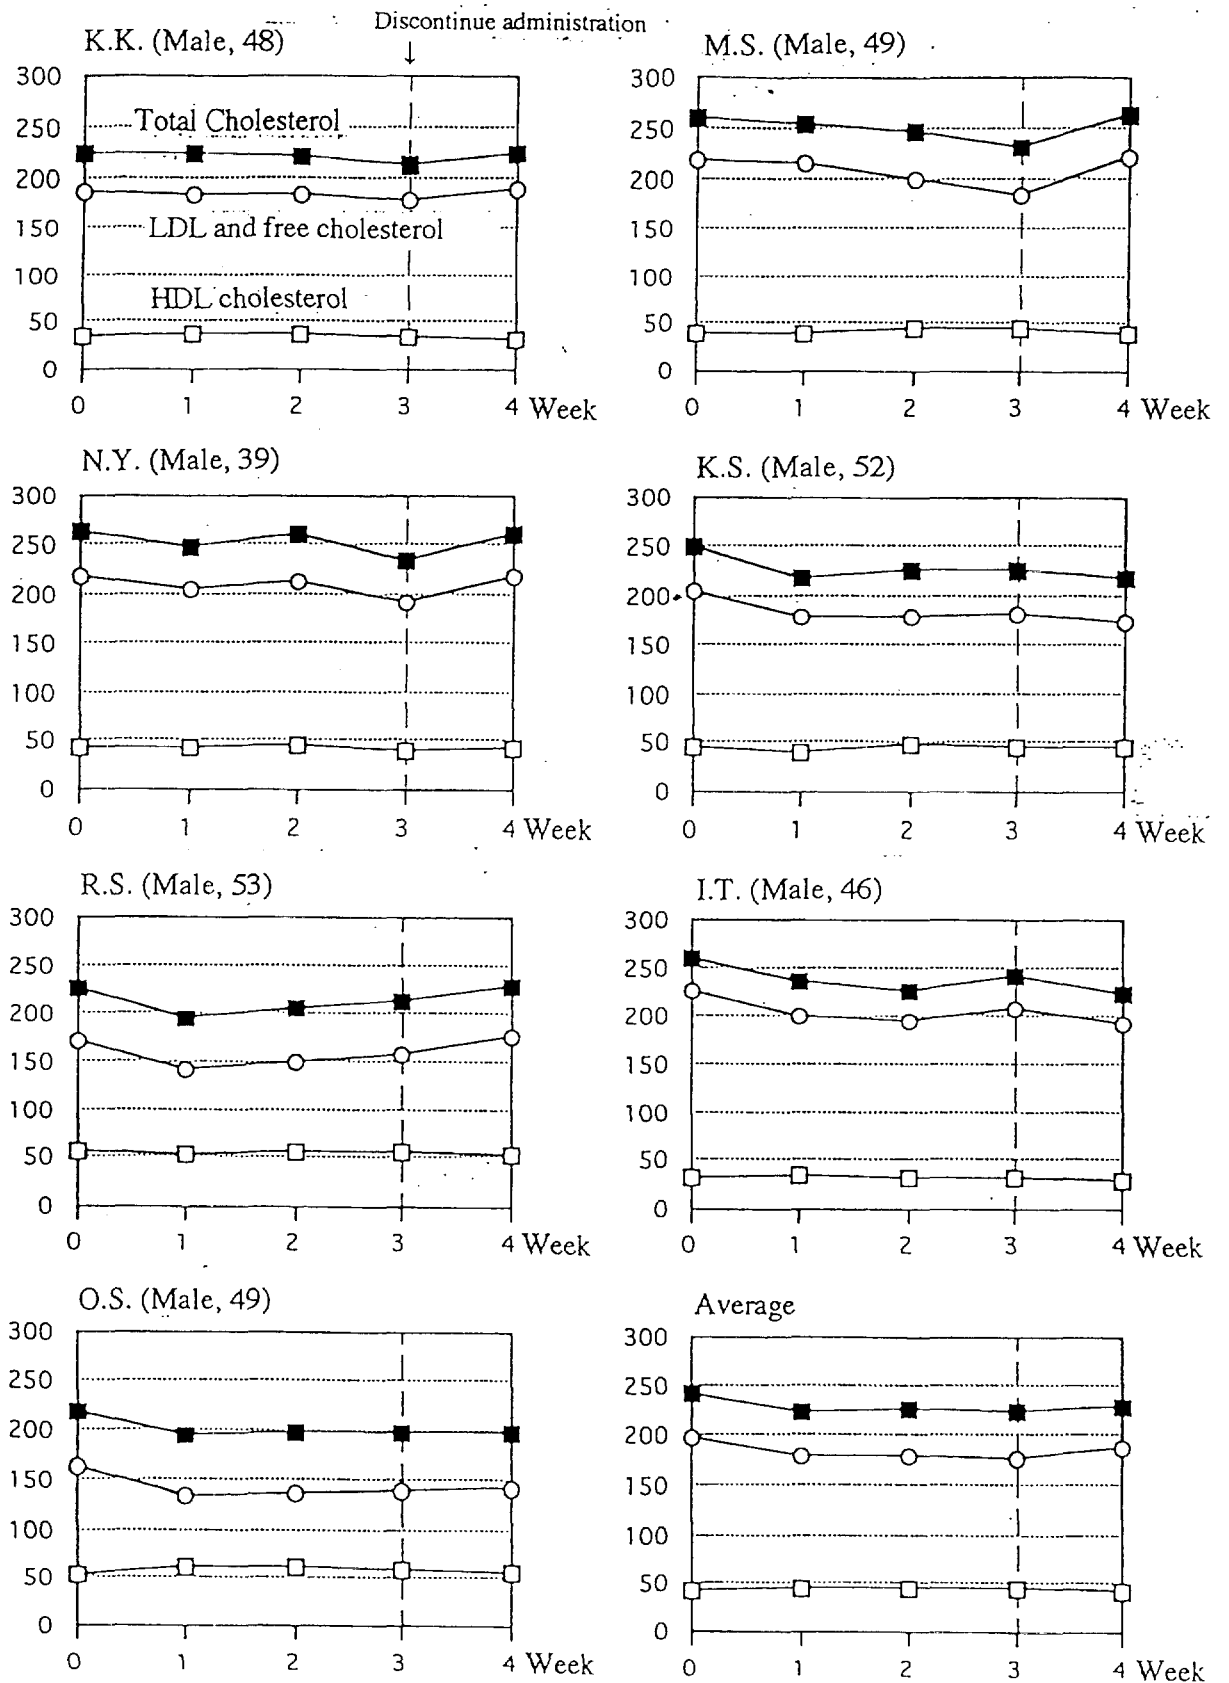 Discontinue administration
↓
K.K. (Male, 48)
300
250
200
150
100
50
0
Total Cholesterol
LDL and free cholesterol
HDL cholesterol
0 1 2 3 4 Week
M.S. (Male, 49)
300
250
200
150
100
50
0
0 1 2 3 4 Week
N.Y. (Male, 39)
300
250
200
150
100
50
0
0 1 2 3 4 Week
K.S. (Male, 52)
300
250
200
150
100
50
0
0 1 2 3 4 Week
R.S. (Male, 53)
300
250
200
150
100
50
0
0 1 2 3 4 Week
I.T. (Male, 46)
300
250
200
150
100
50
0
0 1 2 3 4 Week
O.S. (Male, 49)
300
250
200
150
100
50
0
0 1 2 3 4 Week
Average
300
250
200
150
100
50
0
0 1 2 3 4 Week